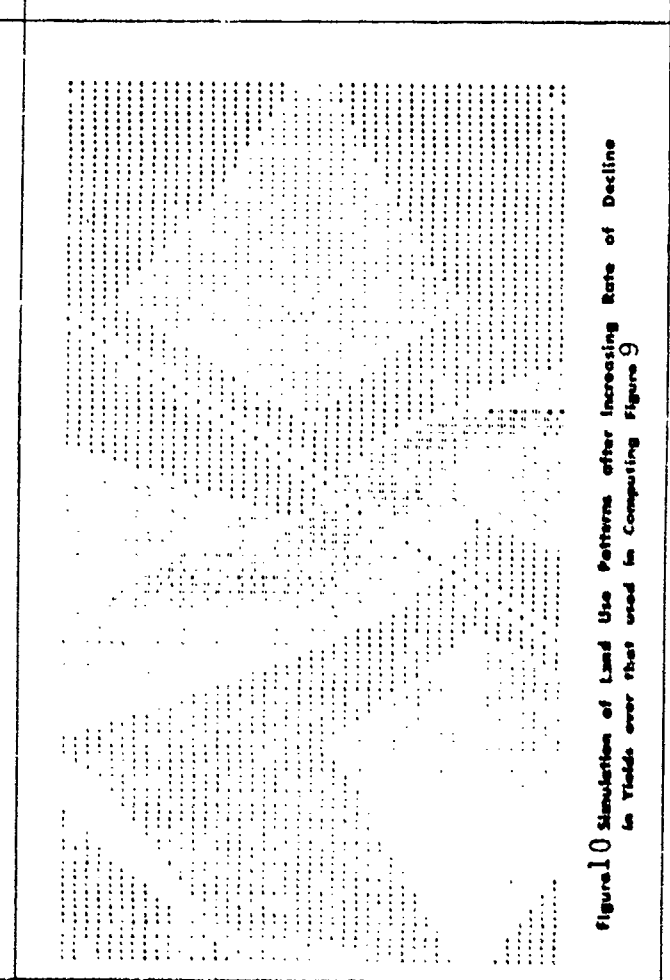 Figure 10 Simulation of Land Use Patterns after Increasing Rate of Decline
in Yields over that used in Computing Figure 9